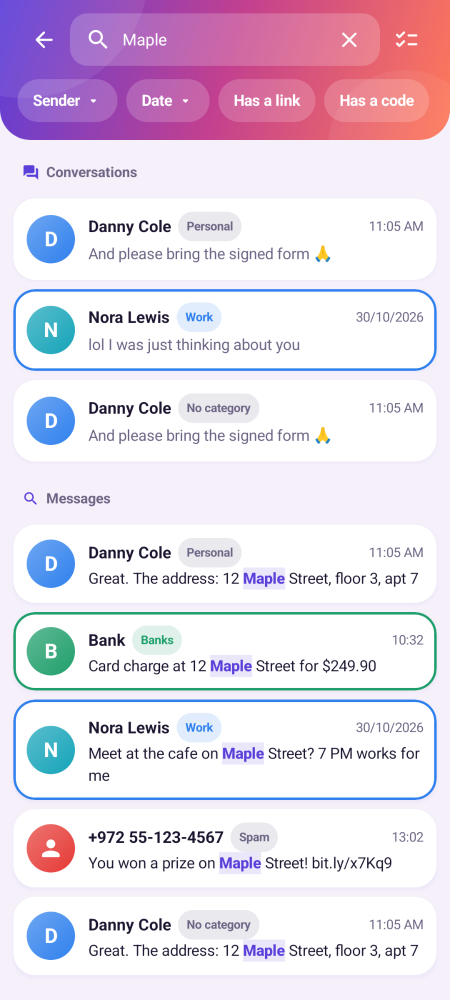 Maple
Sender
Date
Has a link
Has a code
Conversations
D
Danny Cole
Personal
11:05 AM
And please bring the signed form 🙏
N
Nora Lewis
Work
30/10/2026
lol I was just thinking about you
D
Danny Cole
No category
11:05 AM
And please bring the signed form 🙏
Messages
D
Danny Cole
Personal
11:05 AM
Great. The address: 12 Maple Street, floor 3, apt 7
B
Bank
Banks
10:32
Card charge at 12 Maple Street for $249.90
N
Nora Lewis
Work
30/10/2026
Meet at the cafe on Maple Street? 7 PM works for
me
+972 55-123-4567
Spam
13:02
You won a prize on Maple Street! bit.ly/x7Kq9
D
Danny Cole
No category
11:05 AM
Great. The address: 12 Maple Street, floor 3, apt 7